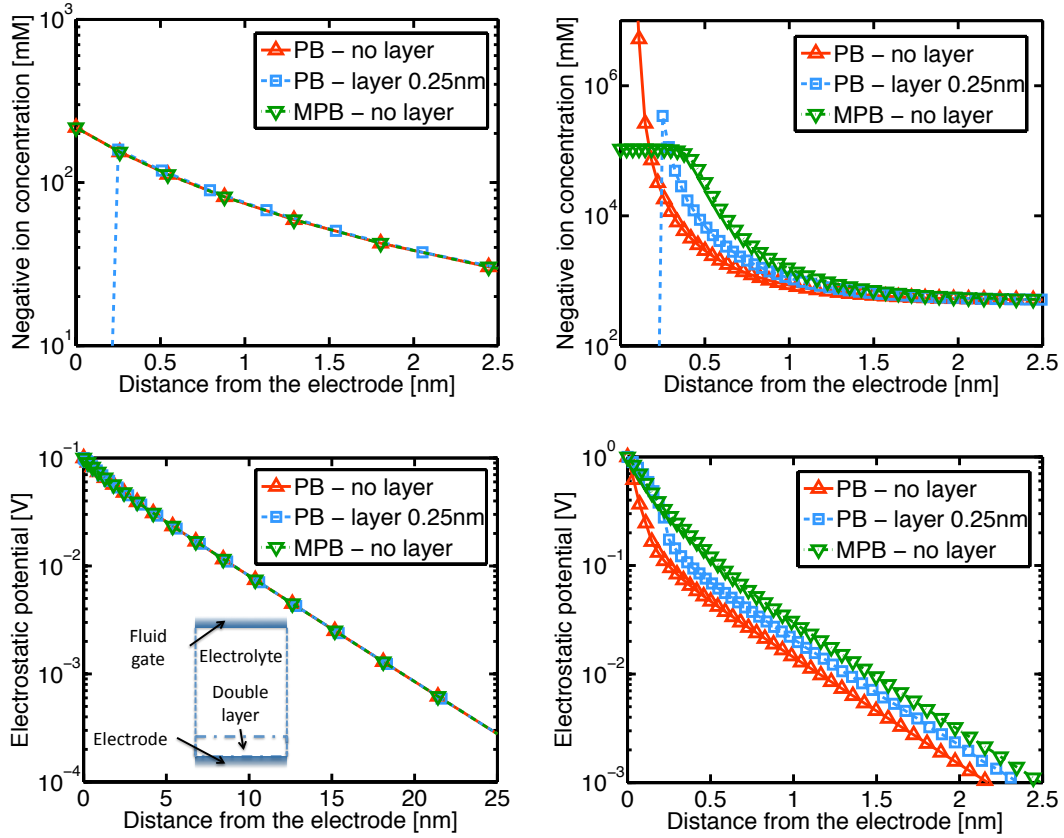 Negative ion concentration [mM]
10³
10²
10¹
PB – no layer
PB – layer 0.25nm
MPB – no layer
0 0.5 1 1.5 2 2.5
Distance from the electrode [nm]
Negative ion concentration [mM]
10⁶
10⁴
10²
PB – no layer
PB – layer 0.25nm
MPB – no layer
0 0.5 1 1.5 2 2.5
Distance from the electrode [nm]
Electrostatic potential [V]
10⁻¹
10⁻²
10⁻³
10⁻⁴
PB – no layer
PB – layer 0.25nm
MPB – no layer
Fluid
gate
Electrolyte
Double
layer
Electrode
0 5 10 15 20 25
Distance from the electrode [nm]
Electrostatic potential [V]
10⁰
10⁻¹
10⁻²
10⁻³
PB – no layer
PB – layer 0.25nm
MPB – no layer
0 0.5 1 1.5 2 2.5
Distance from the electrode [nm]